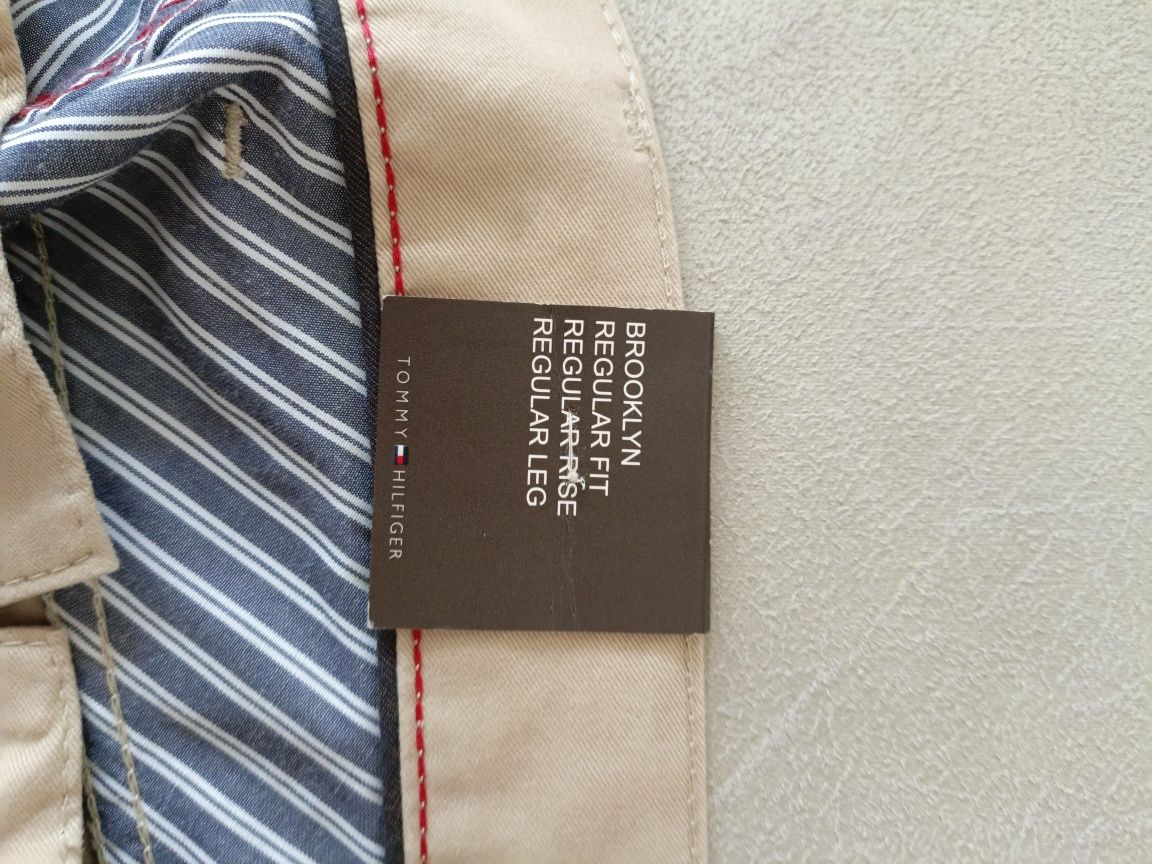 BROOKLYN
REGULAR FIT
REGULAR RISE
REGULAR LEG
TOMMY HILFIGER